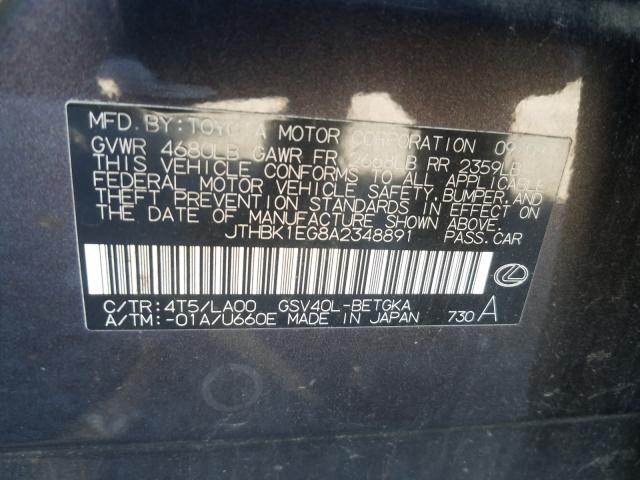 MFD. BY: TOYOTA MOTOR CORPORATION 09/09
GVWR 4680LB GAWR FR 2668LB RR 2359LB
THIS VEHICLE CONFORMS TO ALL APPLICABLE
FEDERAL MOTOR VEHICLE SAFETY, BUMPER, AND
THEFT PREVENTION STANDARDS IN EFFECT ON
THE DATE OF MANUFACTURE SHOWN ABOVE.
JTHBK1EG8A2348891 PASS. CAR
C/TR: 4T5/LA00 GSV40L-BETGKA
A/TM: -01A/U660E MADE IN JAPAN 730 A